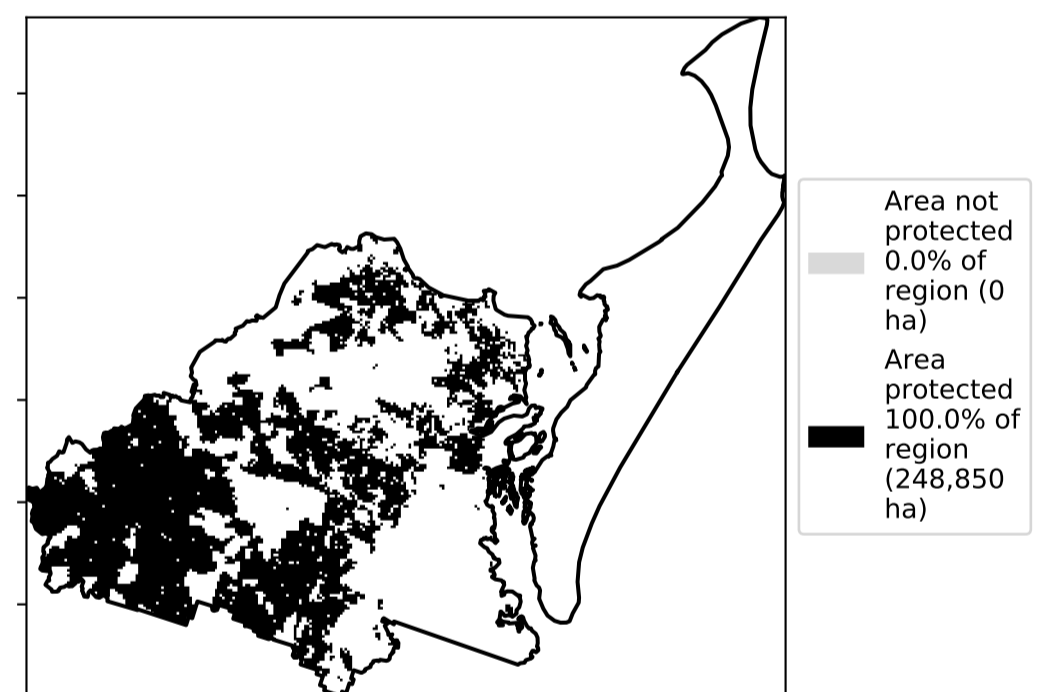 Area not
protected
0.0% of
region (0
ha)
Area
protected
100.0% of
region
(248,850
ha)